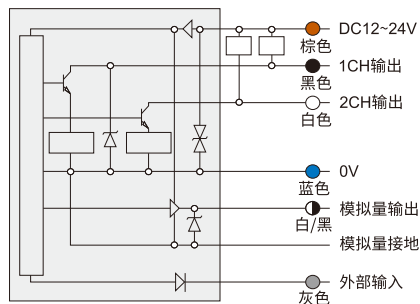 DC12~24V
棕色
1CH输出
黑色
2CH输出
白色
0V
蓝色
模拟量输出
白/黑
模拟量接地
外部输入
灰色